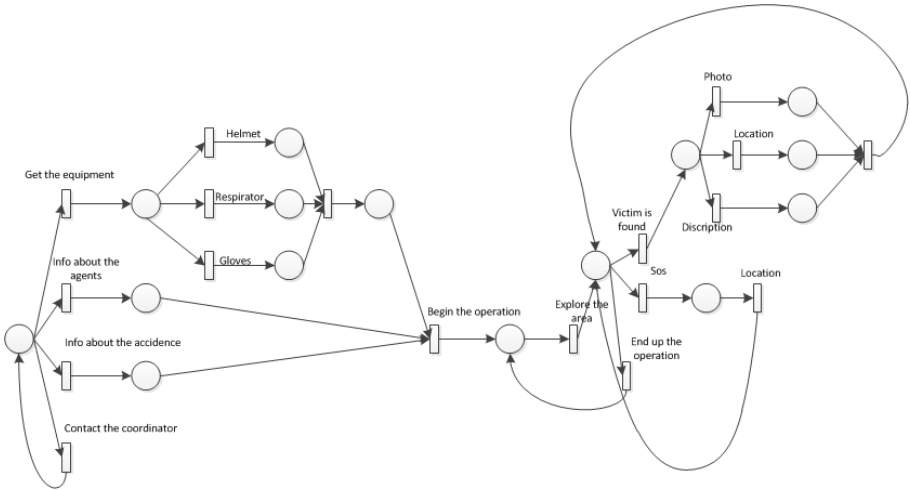 Photo
Helmet
Location
Get the equipment
Respirator
Victim is
found
Discription
Info about the
agents
Gloves
Sos
Location
Begin the operation
Explore the
area
Info about the accidence
End up the
operation
Contact the coordinator